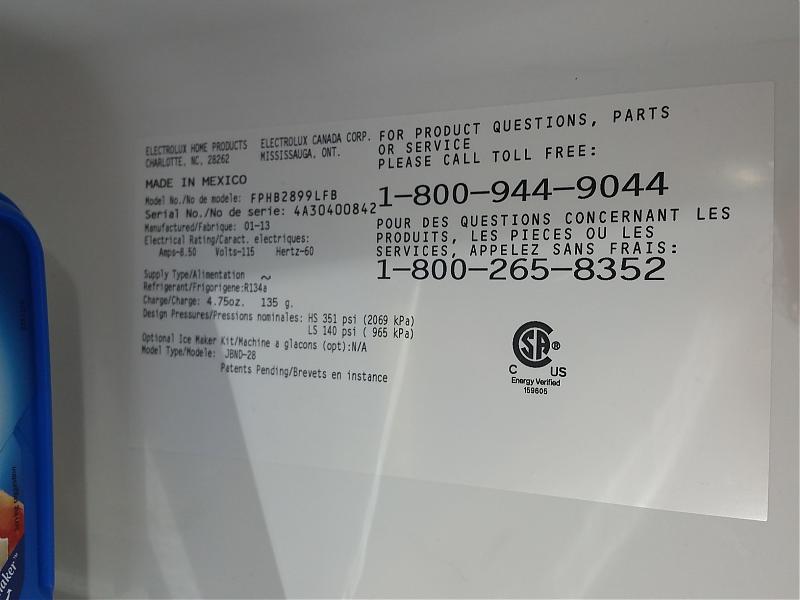 ELECTROLUX HOME PRODUCTS
CHARLOTTE, NC, 28262
ELECTROLUX CANADA CORP.
MISSISSAUGA, ONT.
MADE IN MEXICO
Model No./No de modele: FPHB2899LFB
Serial No./No de serie: 4A30400842
Manufactured/Fabrique: 01-13
Electrical Rating/Caract. electriques:
Amps-8.50 Volts-115 Hertz-60
Supply Type/Alimentation ~
Refrigerant/Frigorigene:R134a
Charge/Charge: 4.75oz. 135 g.
Design Pressures/Pressions nominales: HS 351 psi (2069 kPa)
LS 140 psi ( 965 kPa)
Optional Ice Maker Kit/Machine a glacons (opt):N/A
Model Type/Modele: JBND-28
Patents Pending/Brevets en instance
FOR PRODUCT QUESTIONS, PARTS
OR SERVICE
PLEASE CALL TOLL FREE:
1-800-944-9044
POUR DES QUESTIONS CONCERNANT LES
PRODUITS, LES PIECES OU LES
SERVICES, APPELEZ SANS FRAIS:
1-800-265-8352
SA®
C US
Energy Verified
159605